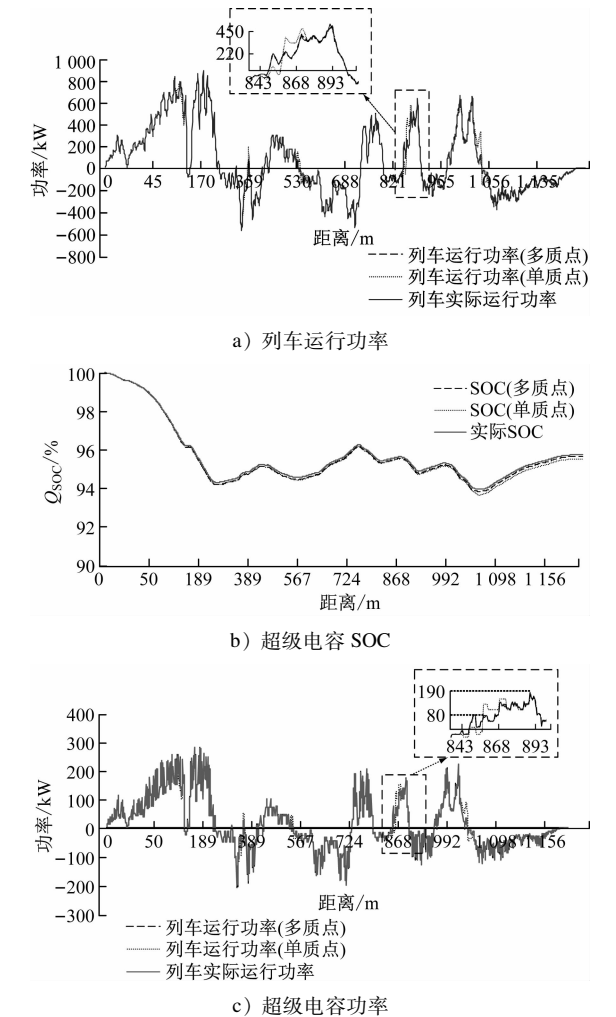 450
220
843 868 893
1 000
800
600
400
200
0
−200
−400
−600
−800
功率/kW
0 45 170 359 530 688 821 955 1 056 1 135
距离/m
列车运行功率(多质点)
列车运行功率(单质点)
列车实际运行功率
a）列车运行功率
100
98
96
94
92
90
QSOC/%
SOC(多质点)
SOC(单质点)
实际SOC
0 50 189 389 567 724 868 992 1 098 1 156
距离/m
b）超级电容 SOC
190
80
843 868 893
400
300
200
100
0
−100
−200
−300
功率/kW
0 50 189 389 567 724 868 992 1 098 1 156
距离/m
列车运行功率(多质点)
列车运行功率(单质点)
列车实际运行功率
c）超级电容功率